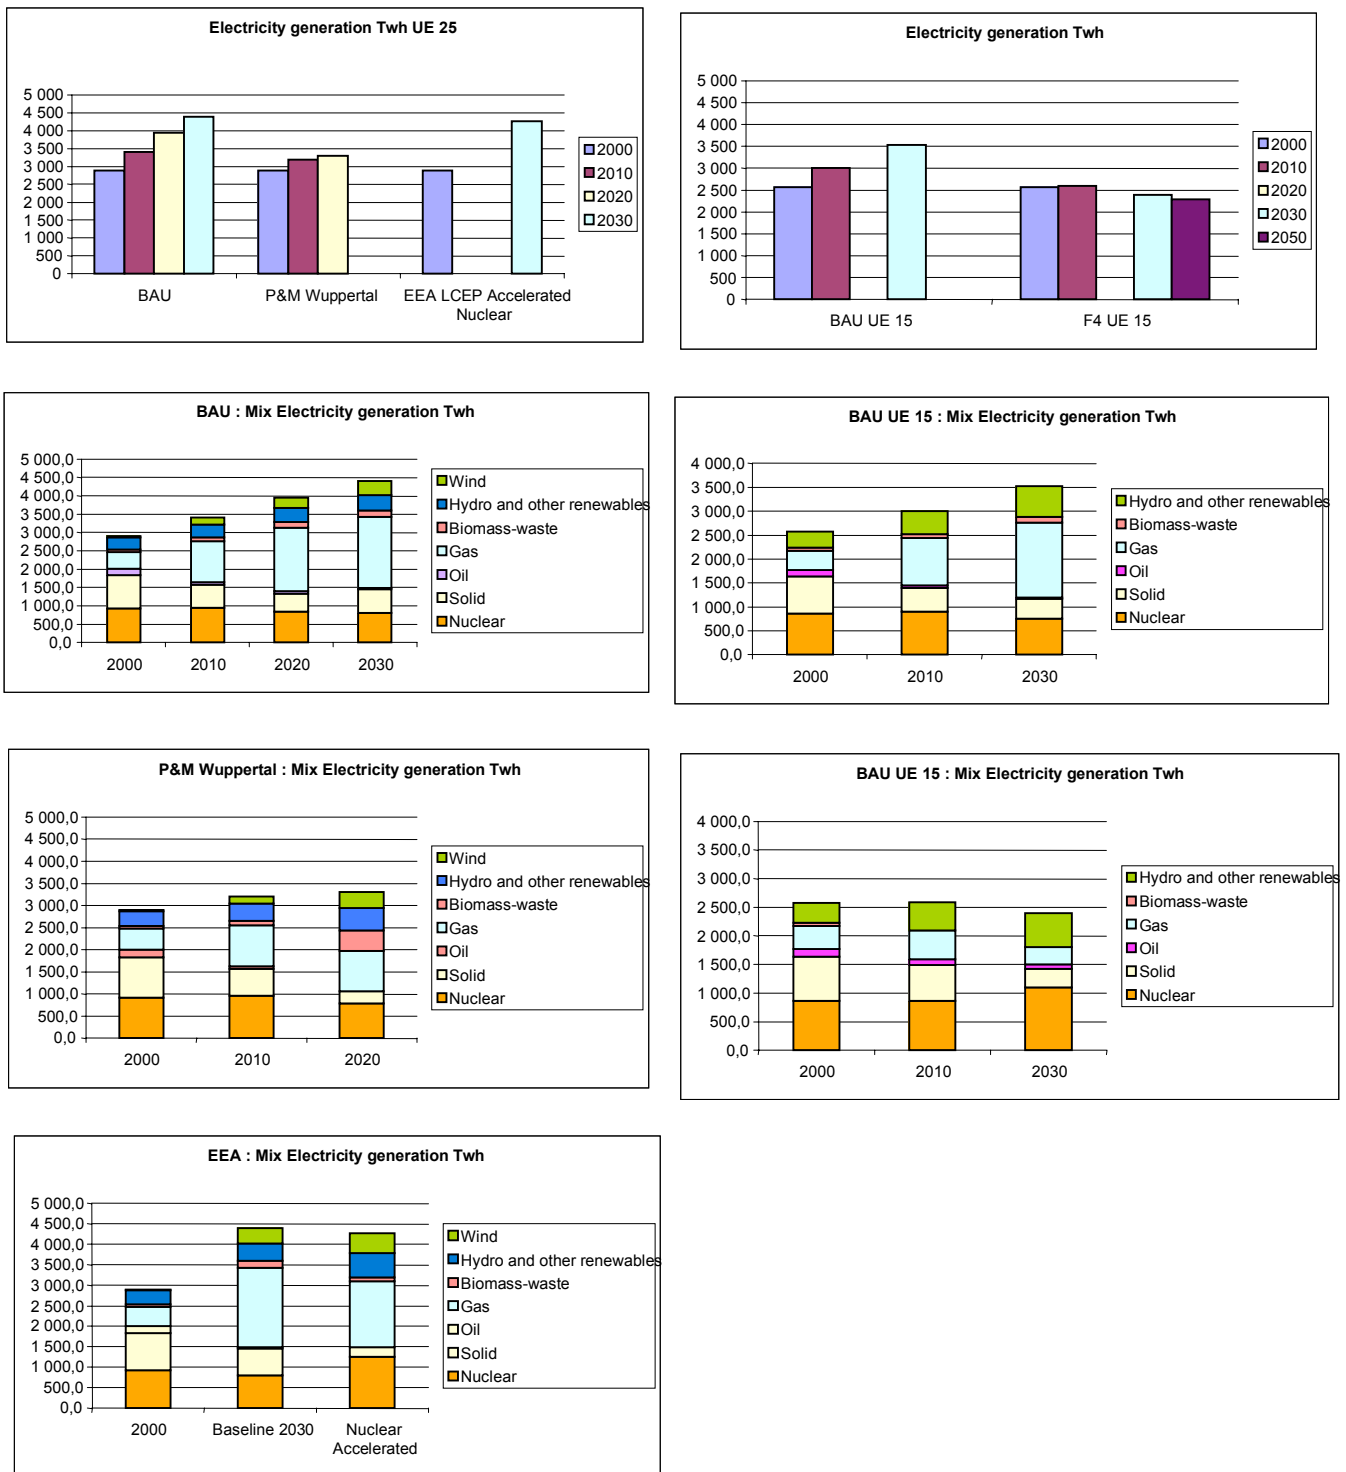 Electricity generation Twh UE 25
5 000
4 500
4 000
3 500
3 000
2 500
2 000
1 500
1 000
500
0
BAU
P&M Wuppertal
EEA LCEP Accelerated
Nuclear
2000
2010
2020
2030
Electricity generation Twh
5 000
4 500
4 000
3 500
3 000
2 500
2 000
1 500
1 000
500
0
BAU UE 15
F4 UE 15
2000
2010
2020
2030
2050
BAU : Mix Electricity generation Twh
5 000,0
4 500,0
4 000,0
3 500,0
3 000,0
2 500,0
2 000,0
1 500,0
1 000,0
500,0
0,0
2000
2010
2020
2030
Wind
Hydro and other renewables
Biomass-waste
Gas
Oil
Solid
Nuclear
BAU UE 15 : Mix Electricity generation Twh
4 000,0
3 500,0
3 000,0
2 500,0
2 000,0
1 500,0
1 000,0
500,0
0,0
2000
2010
2030
Hydro and other renewables
Biomass-waste
Gas
Oil
Solid
Nuclear
P&M Wuppertal : Mix Electricity generation Twh
5 000,0
4 500,0
4 000,0
3 500,0
3 000,0
2 500,0
2 000,0
1 500,0
1 000,0
500,0
0,0
2000
2010
2020
Wind
Hydro and other renewables
Biomass-waste
Gas
Oil
Solid
Nuclear
BAU UE 15 : Mix Electricity generation Twh
4 000,0
3 500,0
3 000,0
2 500,0
2 000,0
1 500,0
1 000,0
500,0
0,0
2000
2010
2030
Hydro and other renewables
Biomass-waste
Gas
Oil
Solid
Nuclear
EEA : Mix Electricity generation Twh
5 000,0
4 500,0
4 000,0
3 500,0
3 000,0
2 500,0
2 000,0
1 500,0
1 000,0
500,0
0,0
2000
Baseline 2030
Nuclear
Accelerated
Wind
Hydro and other renewables
Biomass-waste
Gas
Oil
Solid
Nuclear